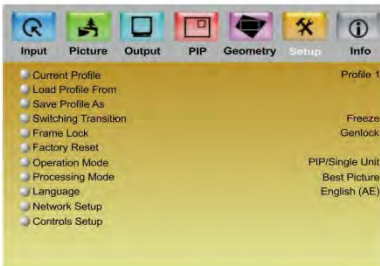 Input Picture Output PIP Geometry Setup Info
Current Profile Profile 1
Load Profile From
Save Profile As
Switching Transition Freeze
Frame Lock Genlock
Factory Reset
Operation Mode PIP/Single Unit
Processing Mode Best Picture
Language English (AE)
Network Setup
Controls Setup